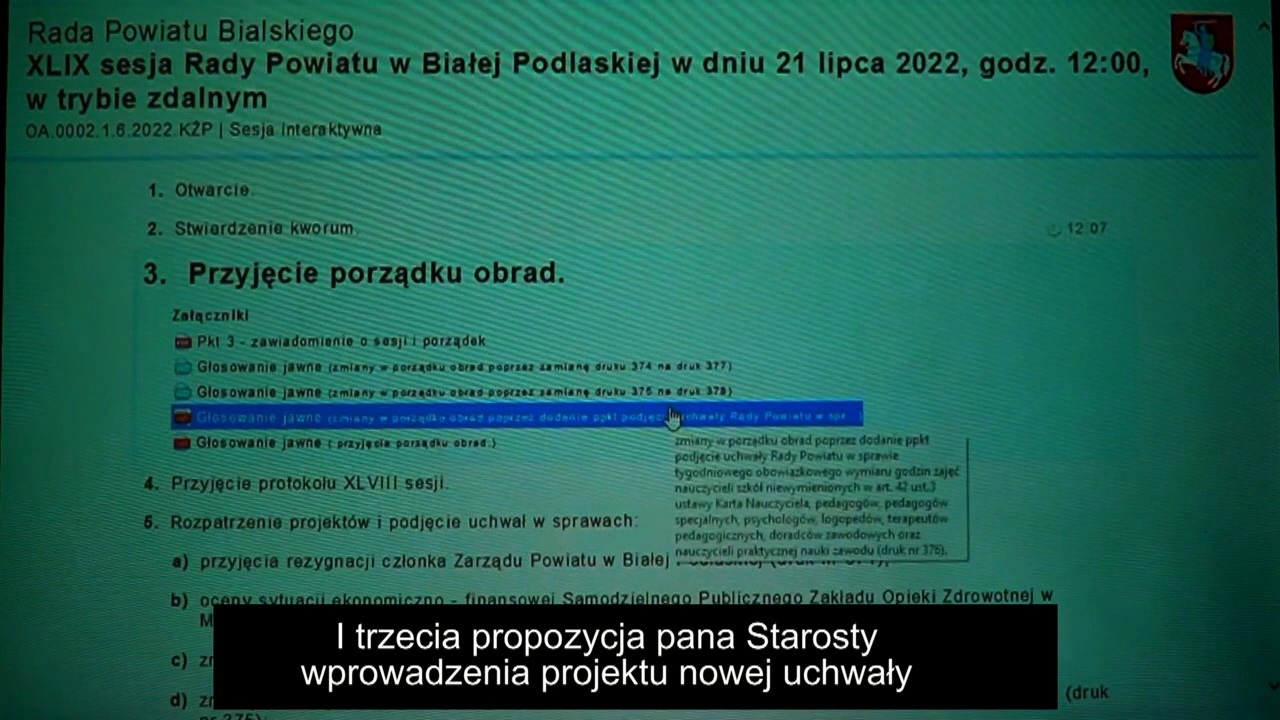 Rada Powiatu Bialskiego
XLIX sesja Rady Powiatu w Białej Podlaskiej w dniu 21 lipca 2022, godz. 12:00,
w trybie zdalnym
OA.0002.1.6.2022.KŻP | Sesja interaktywna
1. Otwarcie.
2. Stwierdzenie kworum.
12:07
3. Przyjęcie porządku obrad.
Załączniki
Pkt 3 - zawiadomienie o sesji i porządek
Głosowanie jawne (zmiany w porządku obrad poprzez zamianę druku 374 na druk 377)
Głosowanie jawne (zmiany w porządku obrad poprzez zamianę druku 375 na druk 378)
Głosowanie jawne (zmiany w porządku obrad poprzez dodanie ppkt podjęci uchwały Rady Powiatu w spr...)
Głosowanie jawne ( przyjęcia porządku obrad.)
zmiany w porządku obrad poprzez dodanie ppkt
podjęcie uchwały Rady Powiatu w sprawie
tygodniowego obowiązkowego wymiaru godzin zajęć
nauczycieli szkół niewymienionych w art. 42 ust.3
ustawy Karta Nauczyciela, pedagogów, pedagogów
specjalnych, psychologów, logopedów, terapeutów
pedagogicznych, doradców zawodowych oraz
nauczycieli praktycznej nauki zawodu (druk nr 376).
4. Przyjęcie protokołu XLVIII sesji.
5. Rozpatrzenie projektów i podjęcie uchwał w sprawach:
a) przyjęcia rezygnacji członka Zarządu Powiatu w Białej
b) oceny sytuacji ekonomiczno - finansowej Samodzielnego Publicznego Zakładu Opieki Zdrowotnej w
M
c) zr
d) zr (druk
I trzecia propozycja pana Starosty
wprowadzenia projektu nowej uchwały